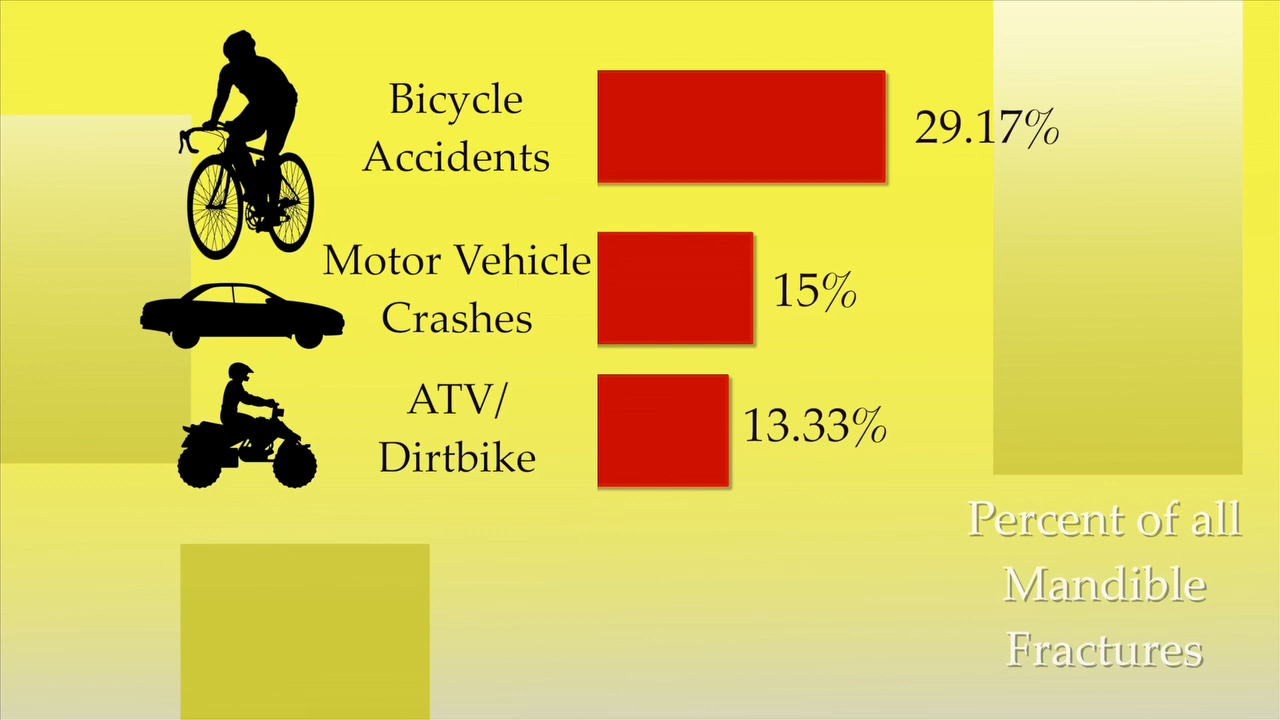 Bicycle
Accidents
29.17%
Motor Vehicle
Crashes
15%
ATV/
Dirtbike
13.33%
Percent of all
Mandible
Fractures